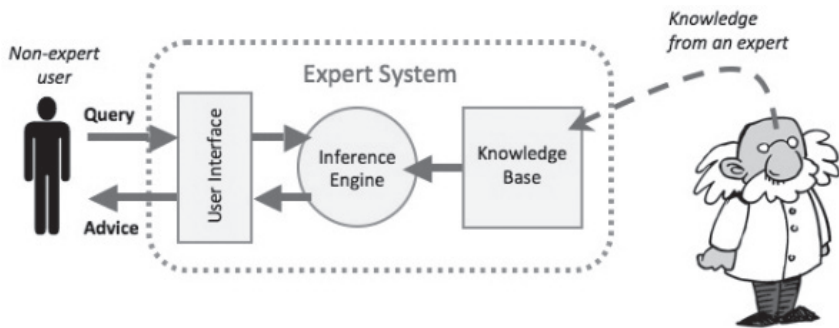 Non-expert
user
Query
Advice
Expert System
User Interface
Inference
Engine
Knowledge
Base
Knowledge
from an expert